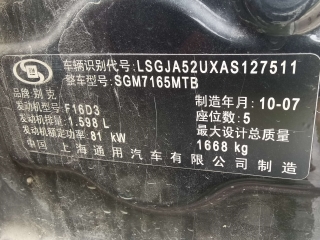 车辆识别代号: LSGJA52UXAS127511
整车型号: SGM7165MTB
品牌: 别克 制造年月: 10-07
发动机型号: F16D3 座位数: 5
发动机排量: 1.598 L 最大设计总质量
发动机额定功率: 81 kW 1668 kg
中国 上海通用汽车有限公司制造